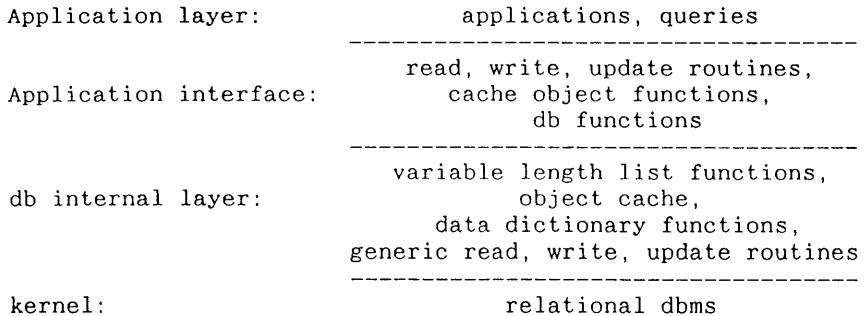 Application layer: applications, queries
read, write, update routines,
Application interface: cache object functions,
db functions
variable length list functions,
db internal layer: object cache,
data dictionary functions,
generic read, write, update routines
kernel: relational dbms